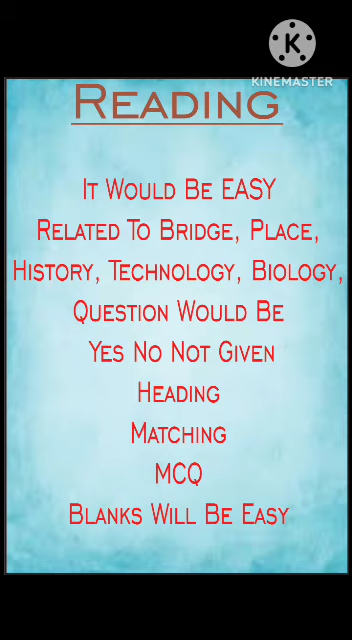 KINEMASTER
READING
IT WOULD BE EASY
RELATED TO BRIDGE, PLACE,
HISTORY, TECHNOLOGY, BIOLOGY,
QUESTION WOULD BE
YES NO NOT GIVEN
HEADING
MATCHING
MCQ
BLANKS WILL BE EASY